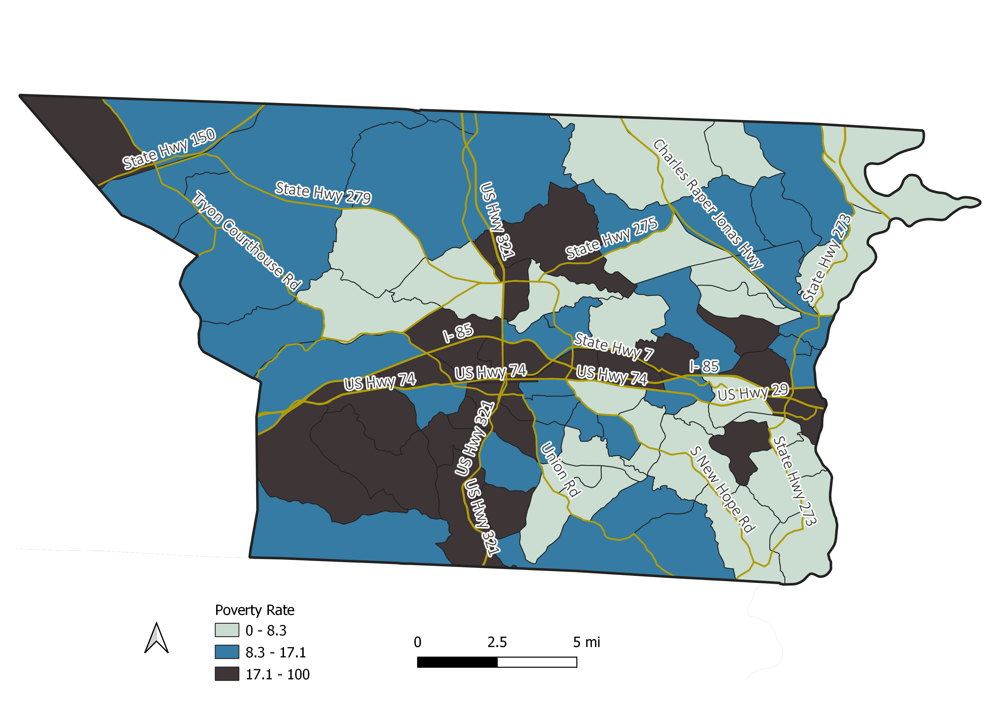 State Hwy 150
Charles Raper Jonas Hwy
State Hwy 279
US Hwy 321
Tryon Courthouse Rd
State Hwy 275
State Hwy 273
I- 85
State Hwy 7
I- 85
US Hwy 74
US Hwy 74
US Hwy 74
US Hwy 29
US Hwy 321
Union Rd
S New Hope Rd
State Hwy 273
US Hwy 321
Poverty Rate
0 - 8.3
8.3 - 17.1
17.1 - 100
0 2.5 5 mi